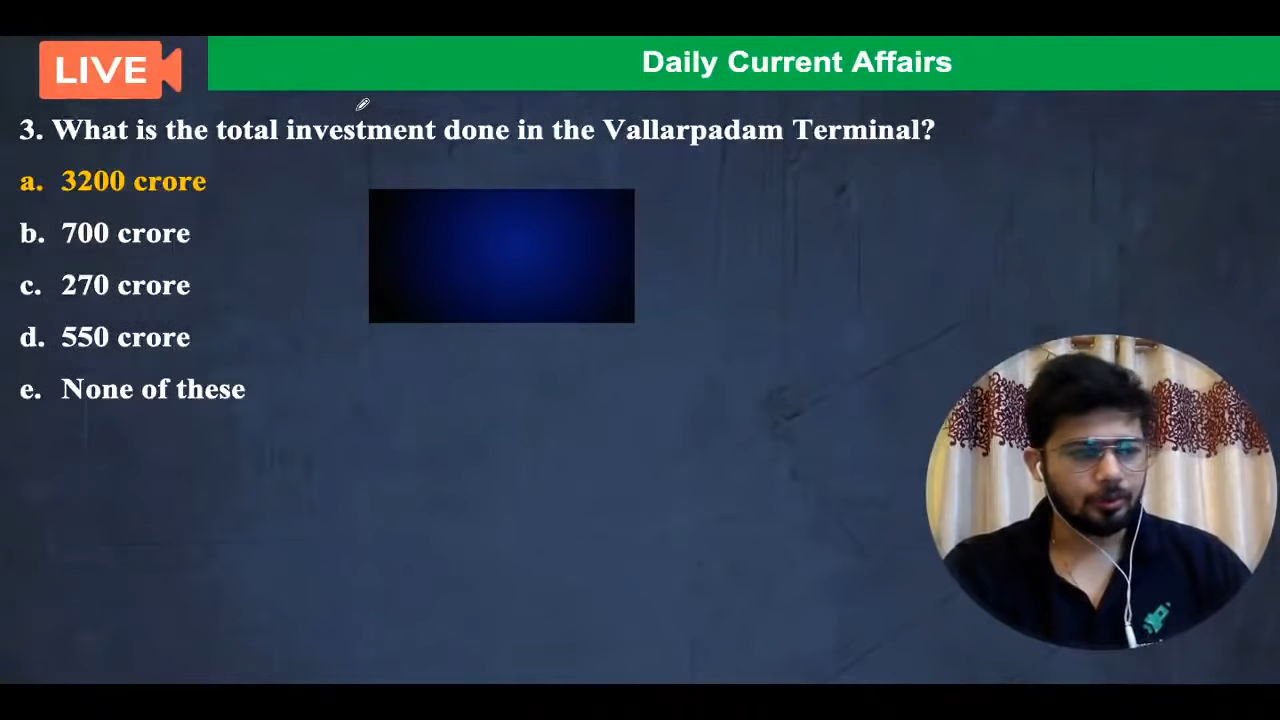 LIVE
Daily Current Affairs
3. What is the total investment done in the Vallarpadam Terminal?
a. 3200 crore
b. 700 crore
c. 270 crore
d. 550 crore
e. None of these